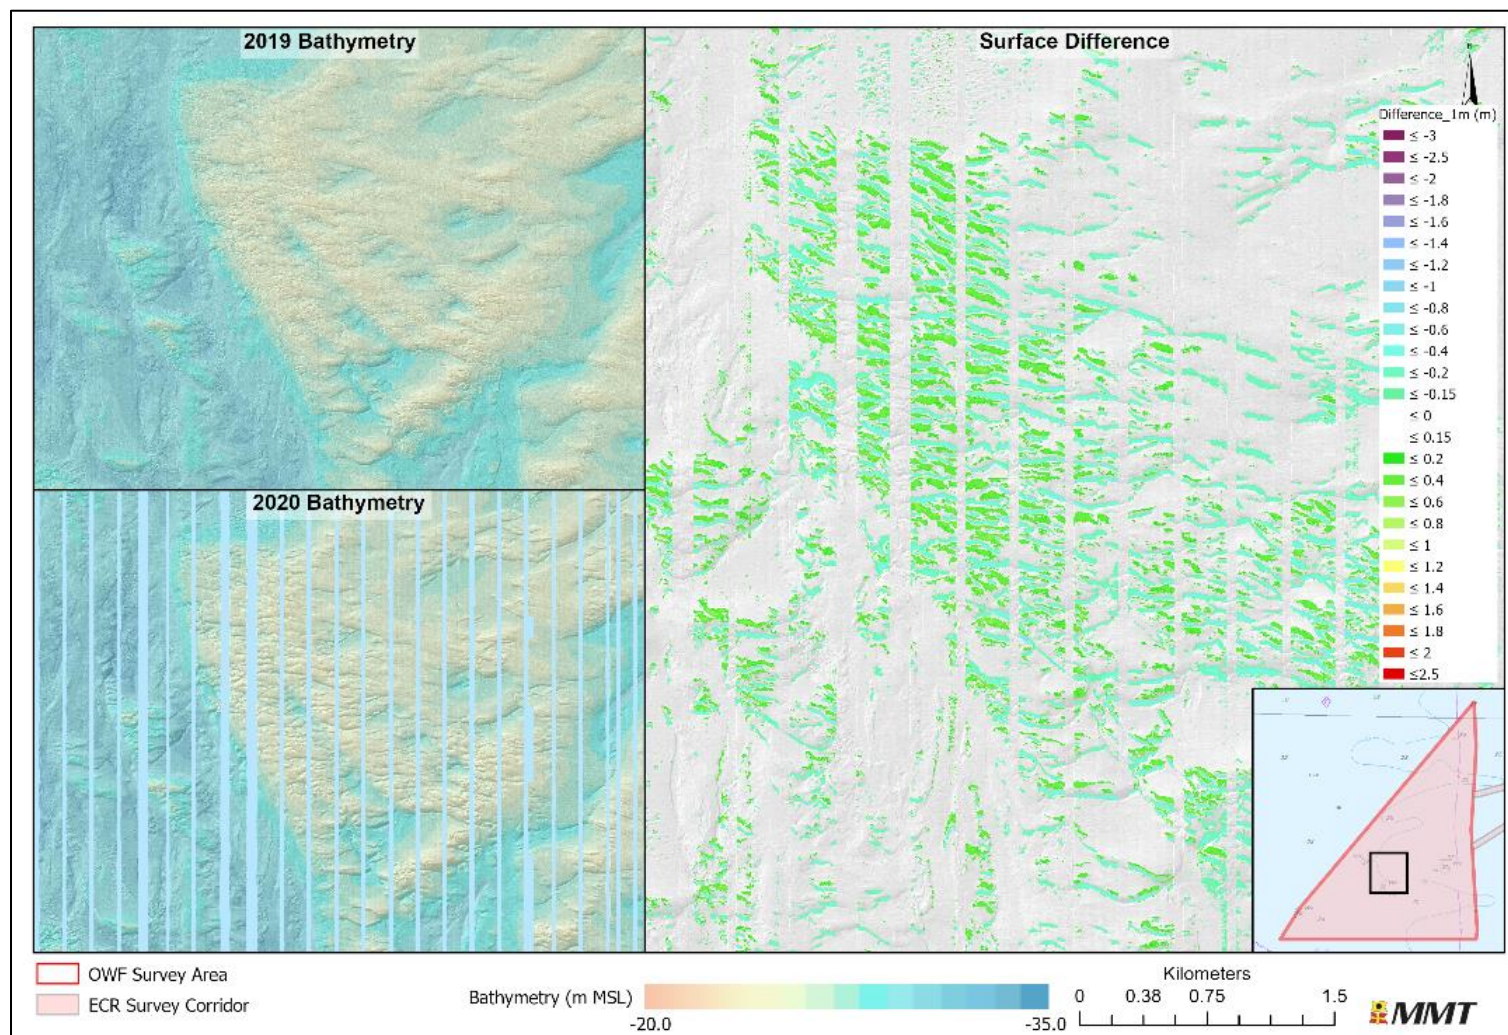 2019 Bathymetry
Surface Difference
Difference_1m (m)
≤ -3
≤ -2.5
≤ -2
≤ -1.8
≤ -1.6
≤ -1.4
≤ -1.2
≤ -1
≤ -0.8
≤ -0.6
≤ -0.4
≤ -0.2
≤ -0.15
≤ 0
≤ 0.15
≤ 0.2
≤ 0.4
≤ 0.6
≤ 0.8
≤ 1
≤ 1.2
≤ 1.4
≤ 1.6
≤ 1.8
≤ 2
≤2.5
2020 Bathymetry
OWF Survey Area
ECR Survey Corridor
Bathymetry (m MSL)
-20.0
-35.0
Kilometers
0 0.38 0.75 1.5
MMT